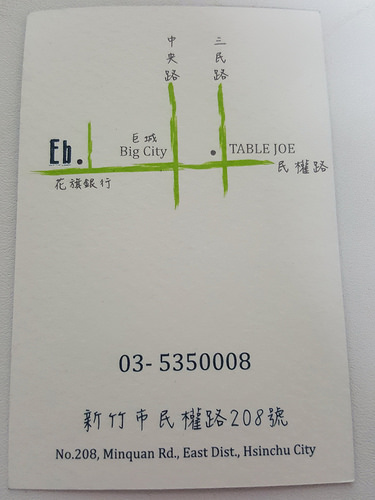 中央路
三民路
Eb.
巨城
Big City
TABLE JOE
民權路
花旗銀行
03- 5350008
新竹市民權路208號
No.208, Minquan Rd., East Dist., Hsinchu City